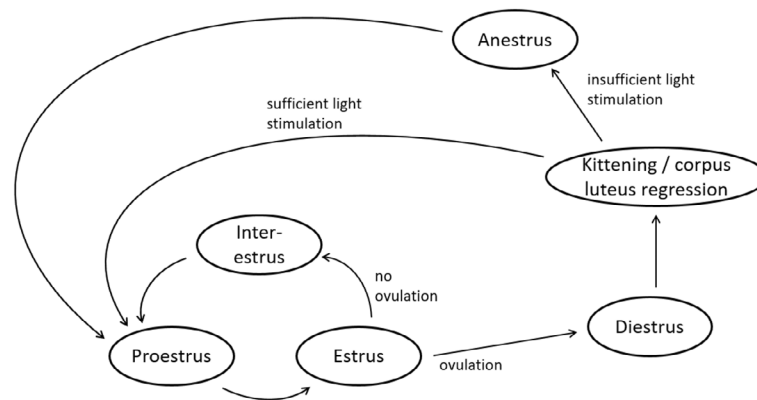 Anestrus
insufficient light
stimulation
sufficient light
stimulation
Kittening / corpus
luteus regression
Inter-
estrus
no
ovulation
Diestrus
Proestrus
Estrus
ovulation